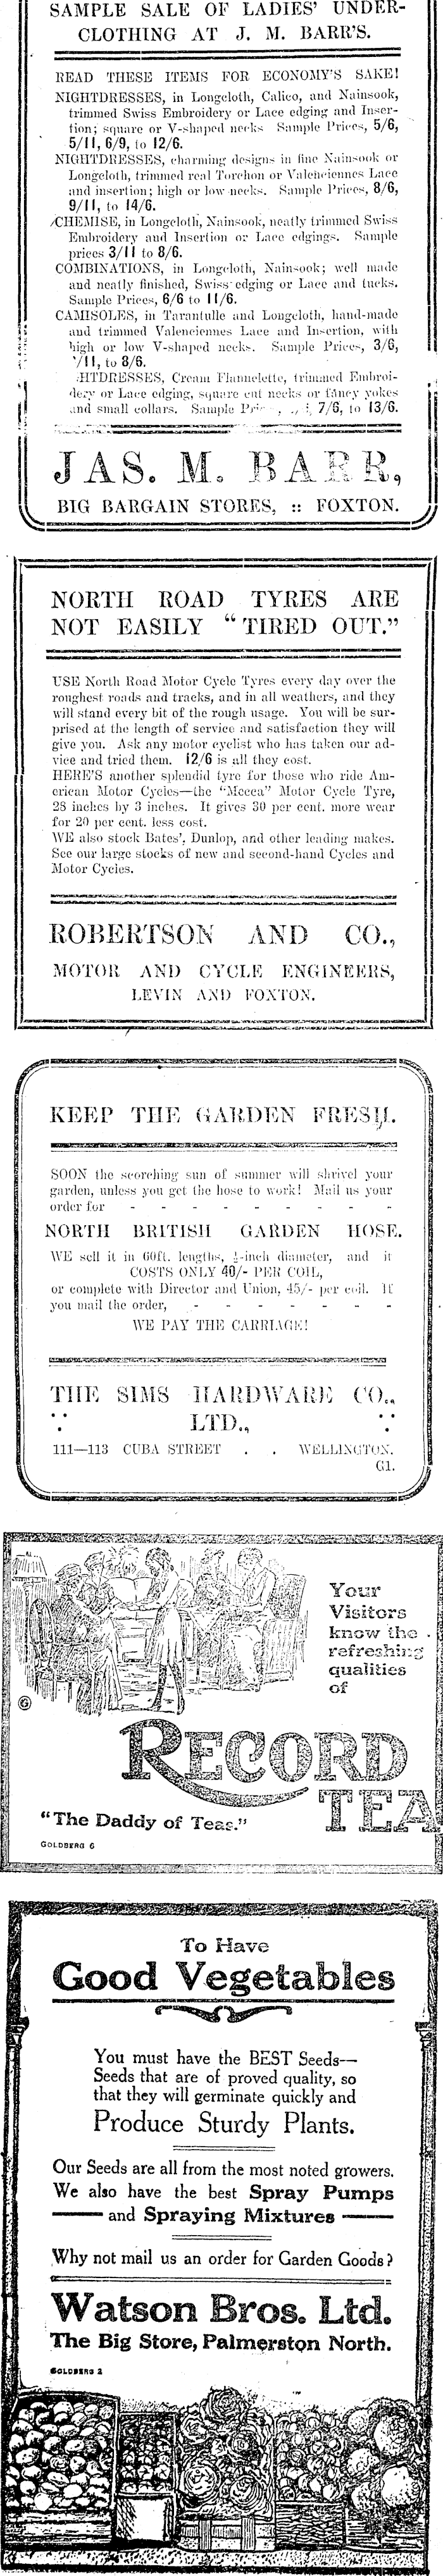 SAMPLE SALE OF LADIES' UNDER-
CLOTHING AT J. M. BARR'S.
READ THESE ITEMS FOR ECONOMY'S SAKE!
NIGHTDRESSES, in Longcloth, Calico, and Nainsook,
trimmed Swiss Embroidery or Lace edging and Inser-
tion; square or V-shaped necks Sample Prices, 5/6,
5/11, 6/9, to 12/6.
NIGHTDRESSES, charming designs in fine Nainsook or
Longcloth, trimmed real Torchon or Valenciennes Lace
and insertion; high or low necks. Sample Prices, 8/6,
9/11, to 14/6.
CHEMISE, in Longcloth, Nainsook, neatly trimmed Swiss
Embroidery and Insertion or Lace edgings. Sample
prices 3/11 to 8/6.
COMBINATIONS, in Longcloth, Nainsook; well made
and neatly finished, Swiss edging or Lace and tucks.
Sample Prices, 6/6 to 11/6.
CAMISOLES, in Tarantulle and Longcloth, hand-made
and trimmed Valenciennes Lace and Insertion, with
high or low V-shaped necks. Sample Prices, 3/6,
/11, to 8/6.
HTDRESSES, Cream Flannelette, trimmed Embroi-
dery or Lace edging, square cut necks or fancy yokes
and small collars. Sample 7/6, to 13/6.
JAS. M. BARR,
BIG BARGAIN STORES, :: FOXTON.
NORTH ROAD TYRES ARE
NOT EASILY "TIRED OUT."
USE North Road Motor Cycle Tyres every day over the
roughest roads and tracks, and in all weathers, and they
will stand every bit of the rough usage. You will be sur-
prised at the length of service and satisfaction they will
give you. Ask any motor cyclist who has taken our ad-
vice and tried them. 12/6 is all they cost.
HERE'S another splendid tyre for those who ride Am-
erican Motor Cycles—the "Mecca" Motor Cycle Tyre,
28 inches by 3 inches. It gives 30 per cent. more wear
for 20 per cent. less cost.
WE also stock Bates', Dunlop, and other leading makes.
See our large stocks of new and second-hand Cycles and
Motor Cycles.
ROBERTSON AND CO.,
MOTOR AND CYCLE ENGINEERS,
LEVIN AND FOXTON.
KEEP THE GARDEN FRESH.
SOON the scorching sun of summer will shrivel your
garden, unless you get the hose to work! Mail us your
order for - - - - - - - -
NORTH BRITISH GARDEN HOSE.
WE sell it in 60ft. lengths, ½-inch diameter, and it
COSTS ONLY 40/- PER COIL,
or complete with Director and Union, 45/- per coil. If
you mail the order, - - - - - -
WE PAY THE CARRIAGE!
THE SIMS HARDWARE CO.,
LTD.,
111—113 CUBA STREET . . WELLINGTON.
G1.
Your
Visitors
know the
refreshing
qualities
of
RECORD
TEA
"The Daddy of Teas."
GOLDBERG 6
To Have
Good Vegetables
You must have the BEST Seeds—
Seeds that are of proved quality, so
that they will germinate quickly and
Produce Sturdy Plants.
Our Seeds are all from the most noted growers.
We also have the best Spray Pumps
and Spraying Mixtures
Why not mail us an order for Garden Goods?
Watson Bros. Ltd.
The Big Store, Palmerston North.
GOLDBERG 2